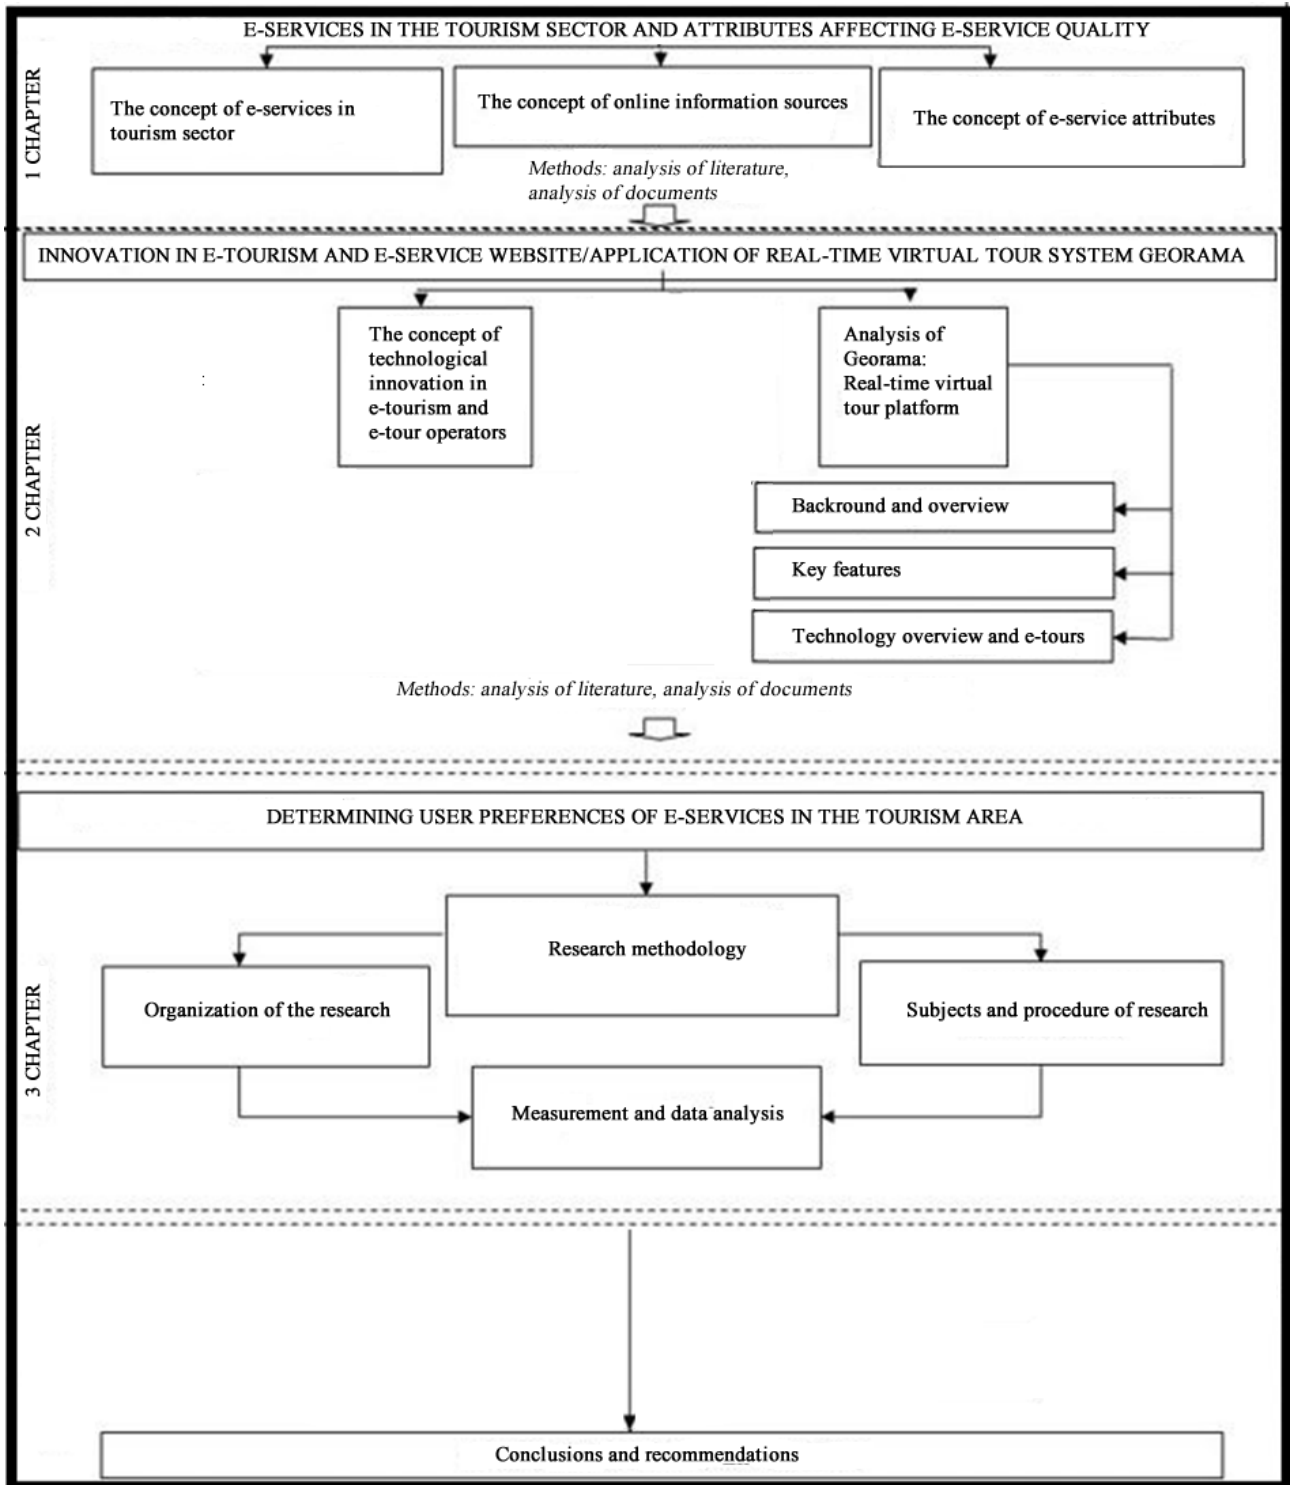 E-SERVICES IN THE TOURISM SECTOR AND ATTRIBUTES AFFECTING E-SERVICE QUALITY
1 CHAPTER
The concept of e-services in
tourism sector
The concept of online information sources
The concept of e-service attributes
Methods: analysis of literature,
analysis of documents
INNOVATION IN E-TOURISM AND E-SERVICE WEBSITE/APPLICATION OF REAL-TIME VIRTUAL TOUR SYSTEM GEORAMA
2 CHAPTER
:
The concept of
technological
innovation in
e-tourism and
e-tour operators
Analysis of
Georama:
Real-time virtual
tour platform
Backround and overview
Key features
Technology overview and e-tours
Methods: analysis of literature, analysis of documents
DETERMINING USER PREFERENCES OF E-SERVICES IN THE TOURISM AREA
3 CHAPTER
Research methodology
Organization of the research
Subjects and procedure of research
Measurement and data analysis
Conclusions and recommendations